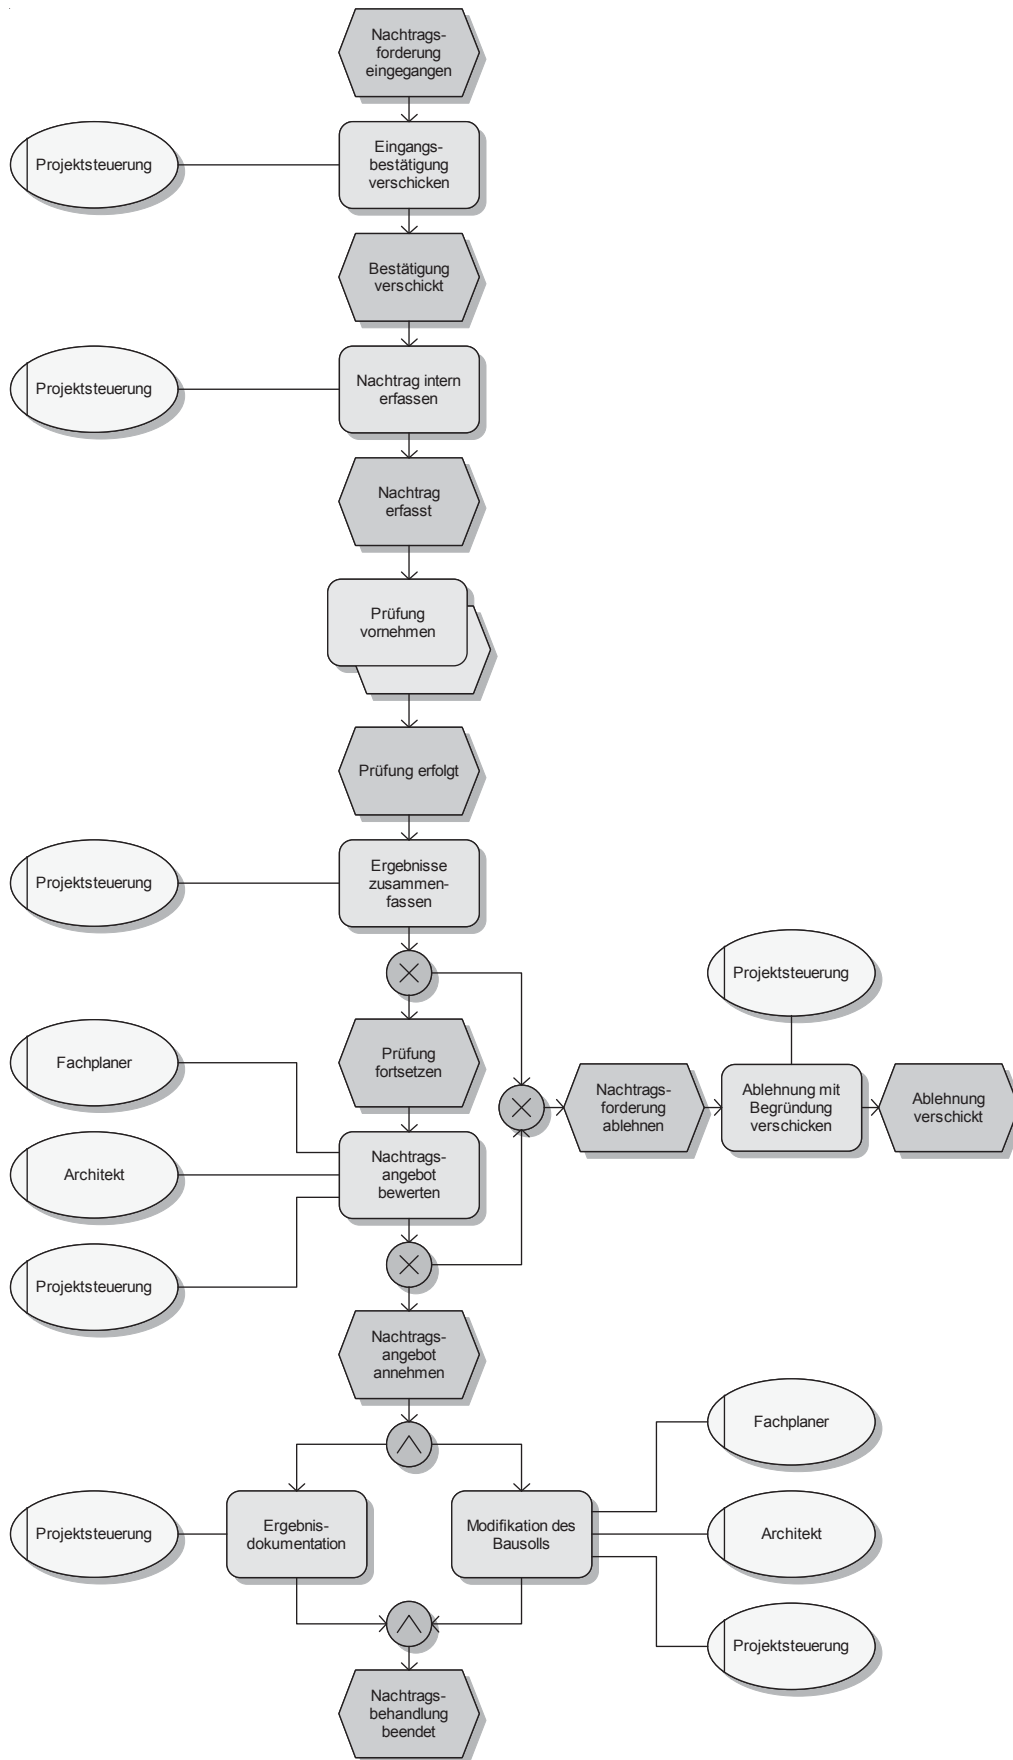 Nachtrags-
forderung
eingegangen
Projektsteuerung
Eingangs-
bestätigung
verschicken
Bestätigung
verschickt
Projektsteuerung
Nachtrag intern
erfassen
Nachtrag
erfasst
Prüfung
vornehmen
Prüfung erfolgt
Projektsteuerung
Ergebnisse
zusammen-
fassen
Projektsteuerung
Fachplaner
Prüfung
fortsetzen
Nachtrags-
forderung
ablehnen
Ablehnung mit
Begründung
verschicken
Ablehnung
verschickt
Architekt
Nachtrags-
angebot
bewerten
Projektsteuerung
Nachtrags-
angebot
annehmen
Fachplaner
Projektsteuerung
Ergebnis-
dokumentation
Modifikation des
Bausolls
Architekt
Projektsteuerung
Nachtrags-
behandlung
beendet